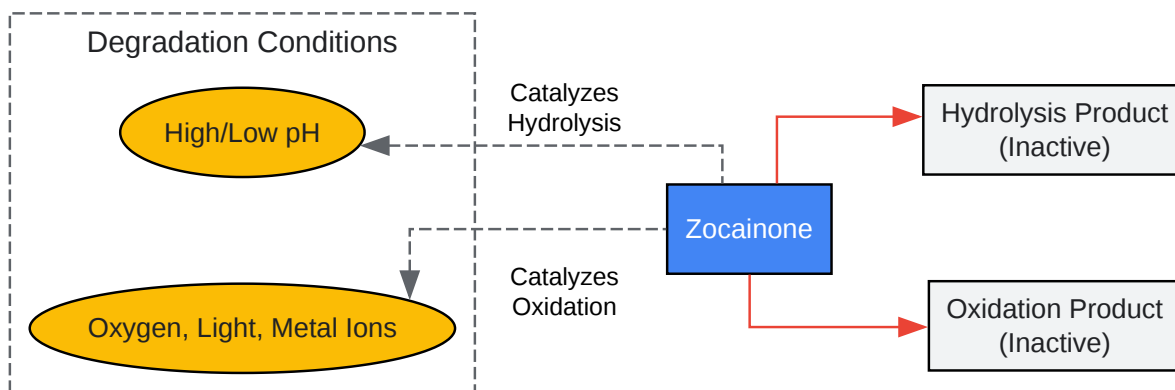 Degradation Conditions
High/Low pH
Oxygen, Light, Metal Ions
Catalyzes
Hydrolysis
Catalyzes
Oxidation
Zocainone
Hydrolysis Product
(Inactive)
Oxidation Product
(Inactive)